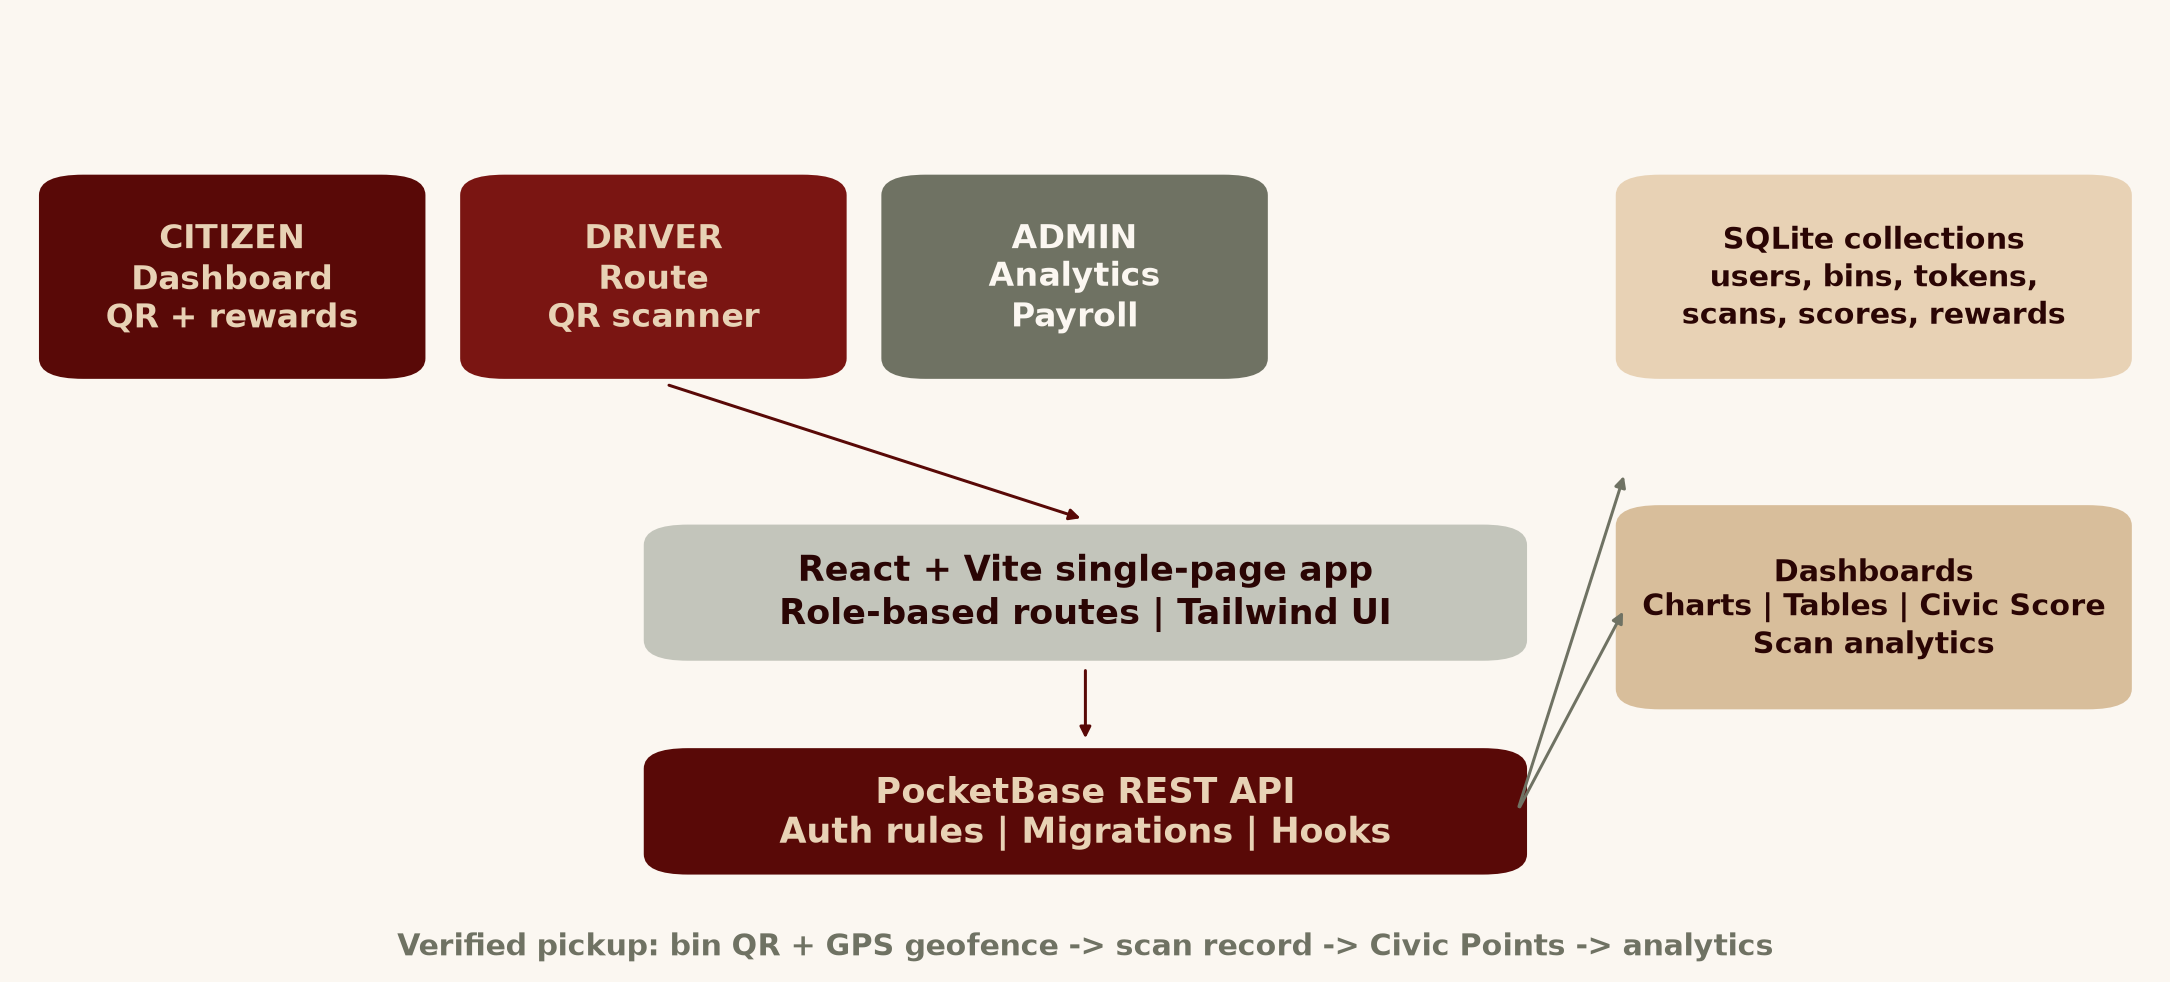 CITIZEN
Dashboard
QR + rewards
DRIVER
Route
QR scanner
ADMIN
Analytics
Payroll
SQLite collections
users, bins, tokens,
scans, scores, rewards
React + Vite single-page app
Role-based routes | Tailwind UI
Dashboards
Charts | Tables | Civic Score
Scan analytics
PocketBase REST API
Auth rules | Migrations | Hooks
Verified pickup: bin QR + GPS geofence -> scan record -> Civic Points -> analytics